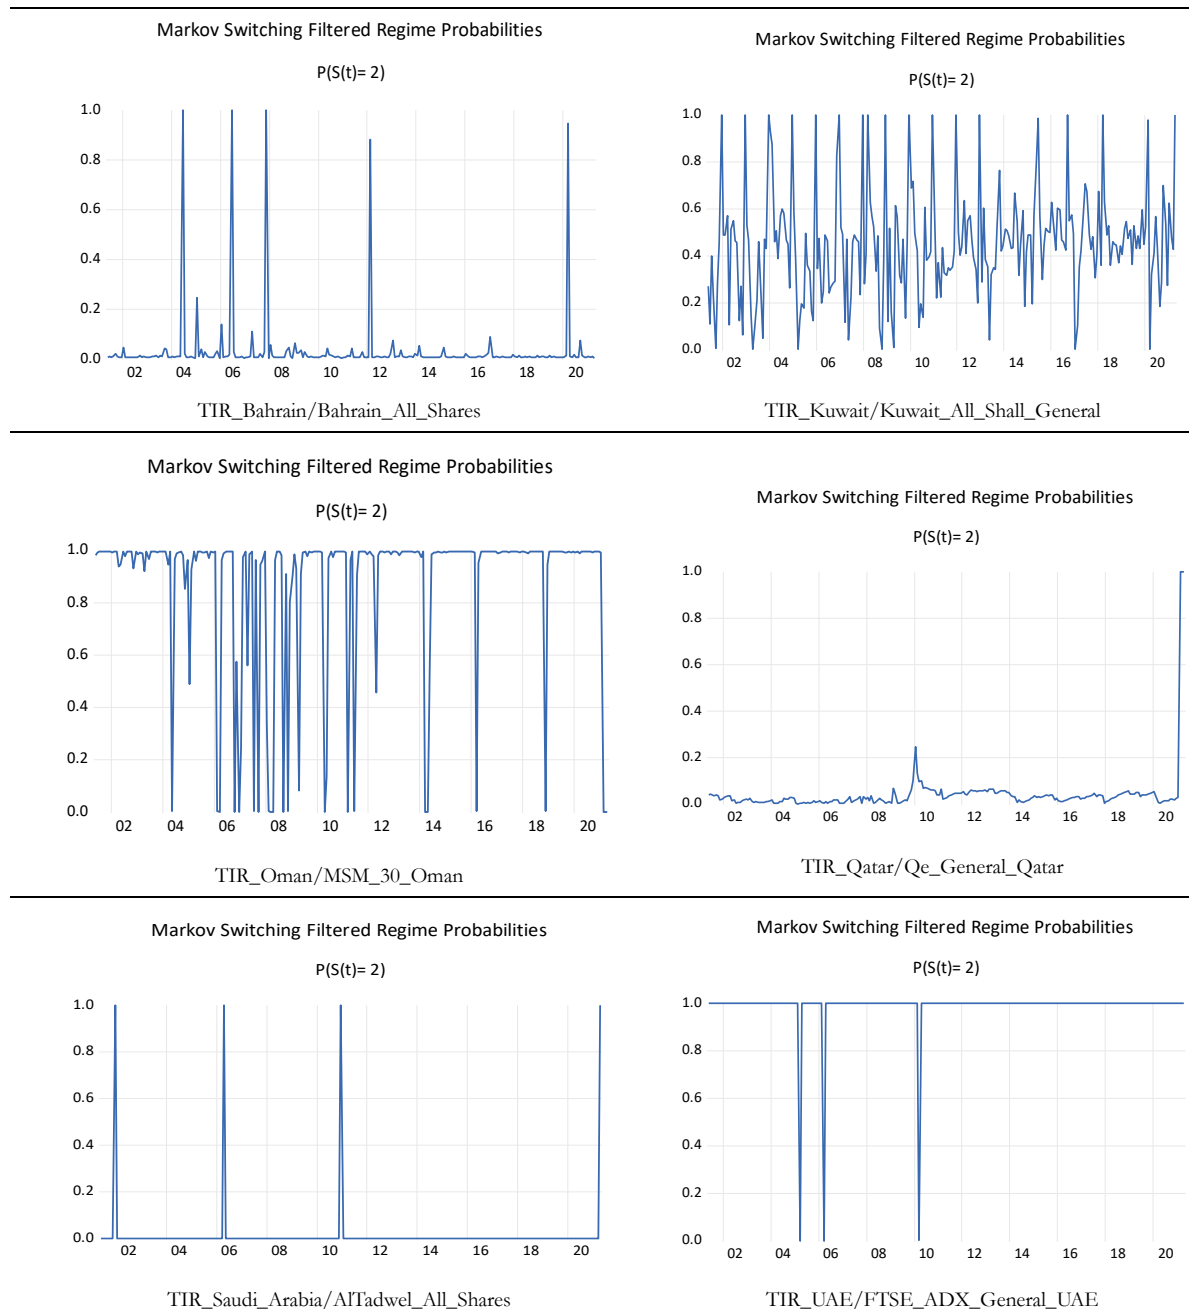 Markov Switching Filtered Regime Probabilities
P(S(t)= 2)
1.0
0.8
0.6
0.4
0.2
0.0
02 04 06 08 10 12 14 16 18 20
TIR_Bahrain/Bahrain_All_Shares
Markov Switching Filtered Regime Probabilities
P(S(t)= 2)
1.0
0.8
0.6
0.4
0.2
0.0
02 04 06 08 10 12 14 16 18 20
TIR_Kuwait/Kuwait_All_Shall_General
Markov Switching Filtered Regime Probabilities
P(S(t)= 2)
1.0
0.8
0.6
0.4
0.2
0.0
02 04 06 08 10 12 14 16 18 20
TIR_Oman/MSM_30_Oman
Markov Switching Filtered Regime Probabilities
P(S(t)= 2)
1.0
0.8
0.6
0.4
0.2
0.0
02 04 06 08 10 12 14 16 18 20
TIR_Qatar/Qe_General_Qatar
Markov Switching Filtered Regime Probabilities
P(S(t)= 2)
1.0
0.8
0.6
0.4
0.2
0.0
02 04 06 08 10 12 14 16 18 20
TIR_Saudi_Arabia/AlTadwel_All_Shares
Markov Switching Filtered Regime Probabilities
P(S(t)= 2)
1.0
0.8
0.6
0.4
0.2
0.0
02 04 06 08 10 12 14 16 18 20
TIR_UAE/FTSE_ADX_General_UAE